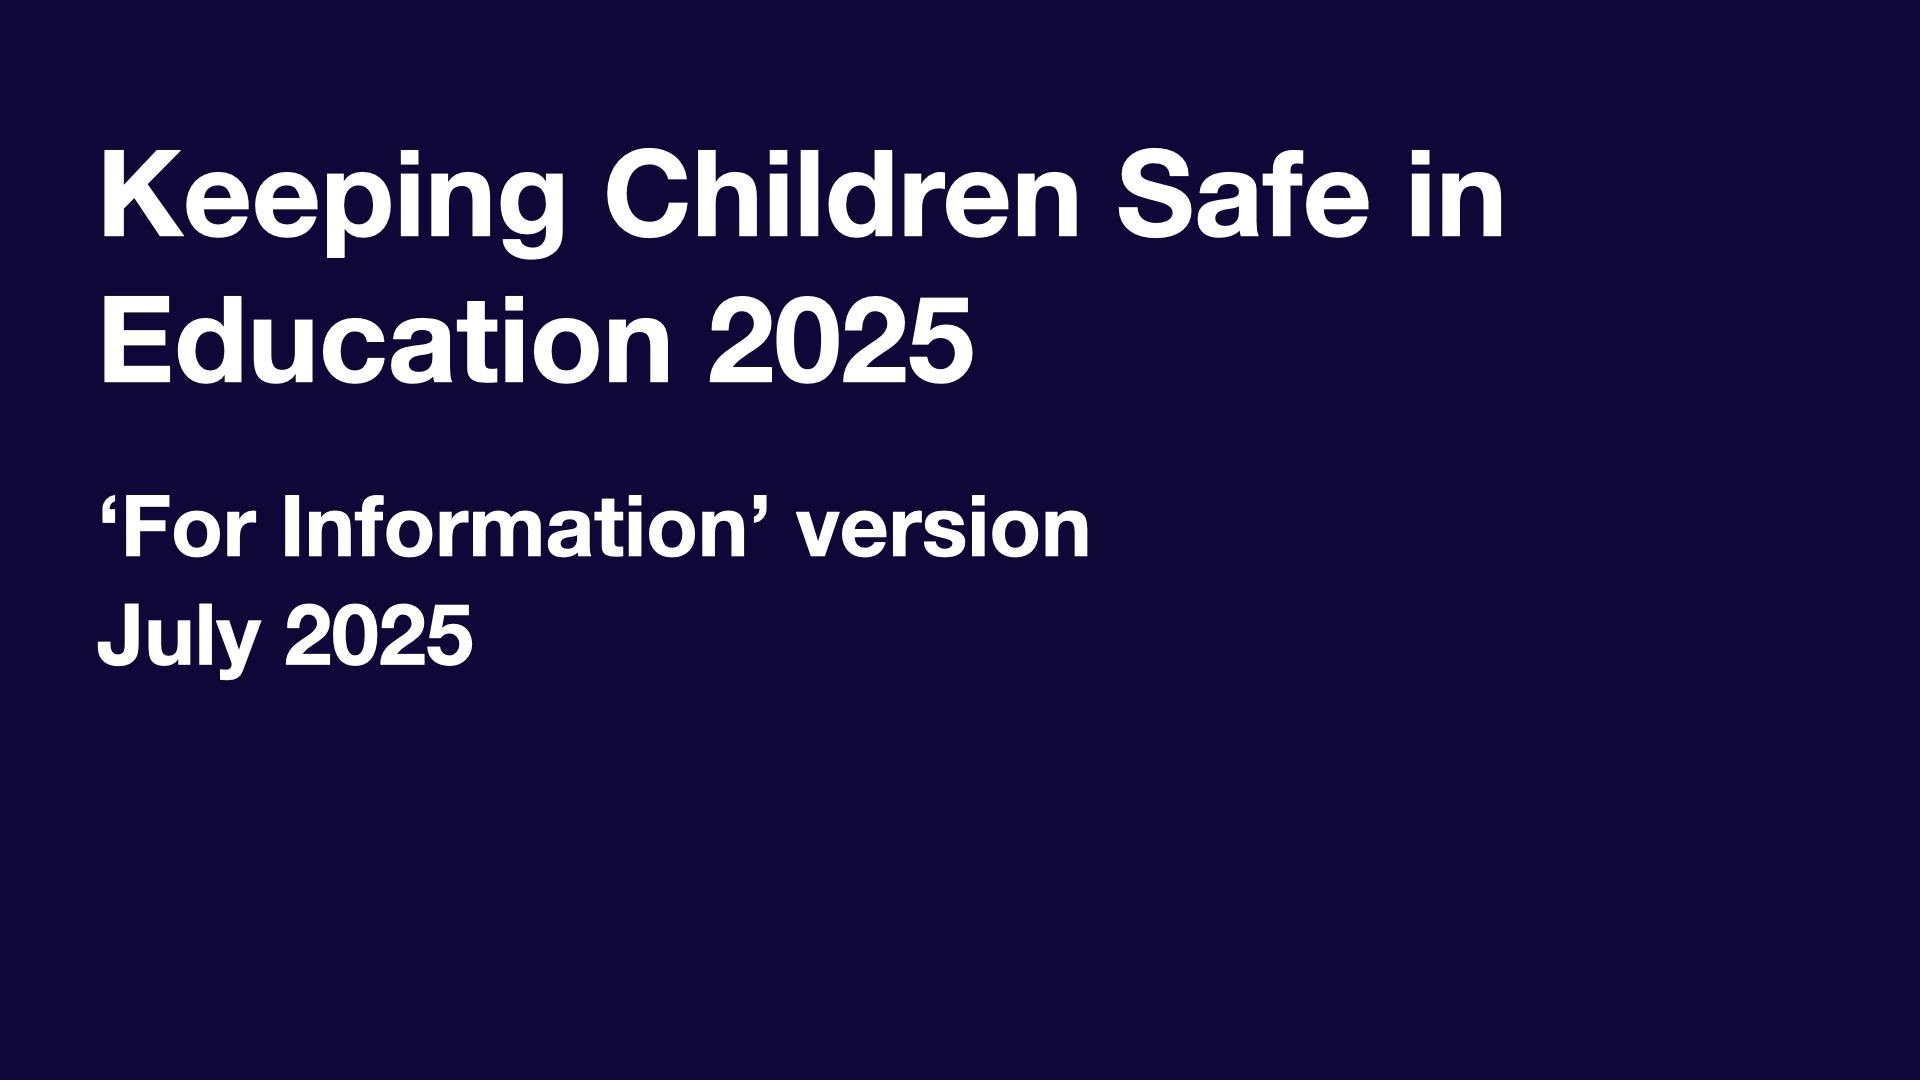 Keeping Children Safe in
Education 2025
‘For Information’ version
July 2025